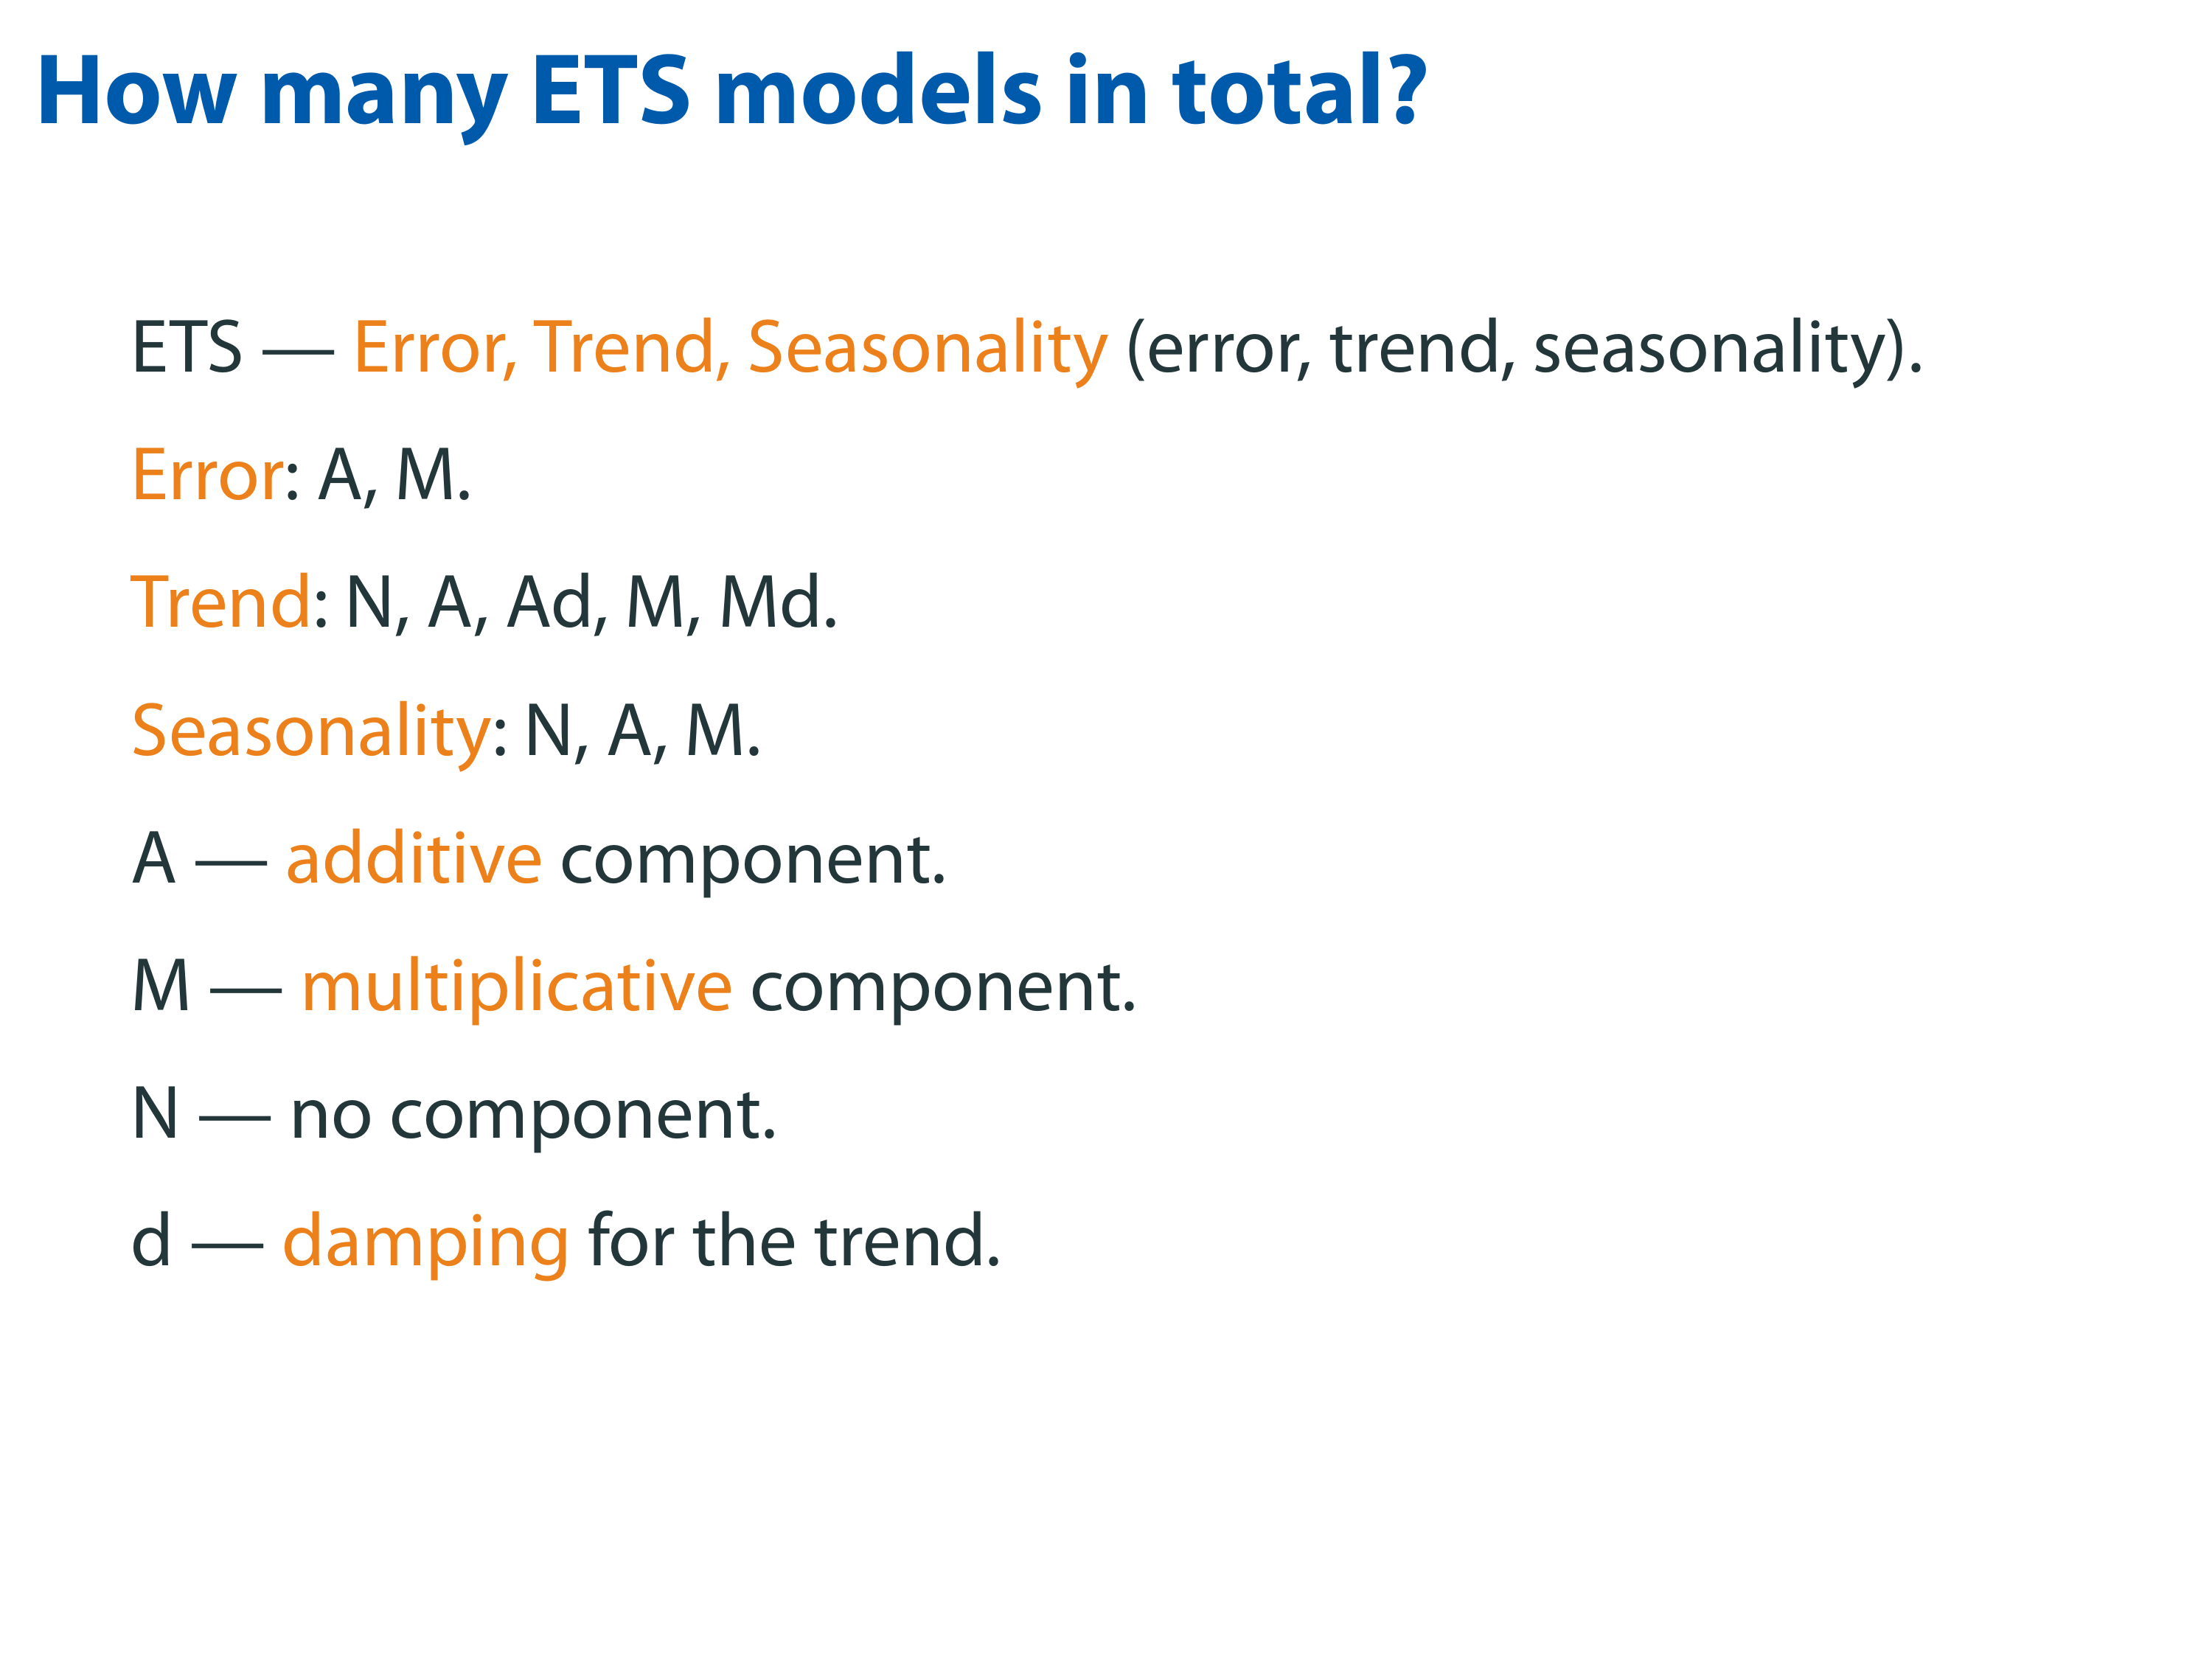 How many ETS models in total?
ETS — Error, Trend, Seasonality (error, trend, seasonality).
Error: A, M.
Trend: N, A, Ad, M, Md.
Seasonality: N, A, M.
A — additive component.
M — multiplicative component.
N — no component.
d — damping for the trend.